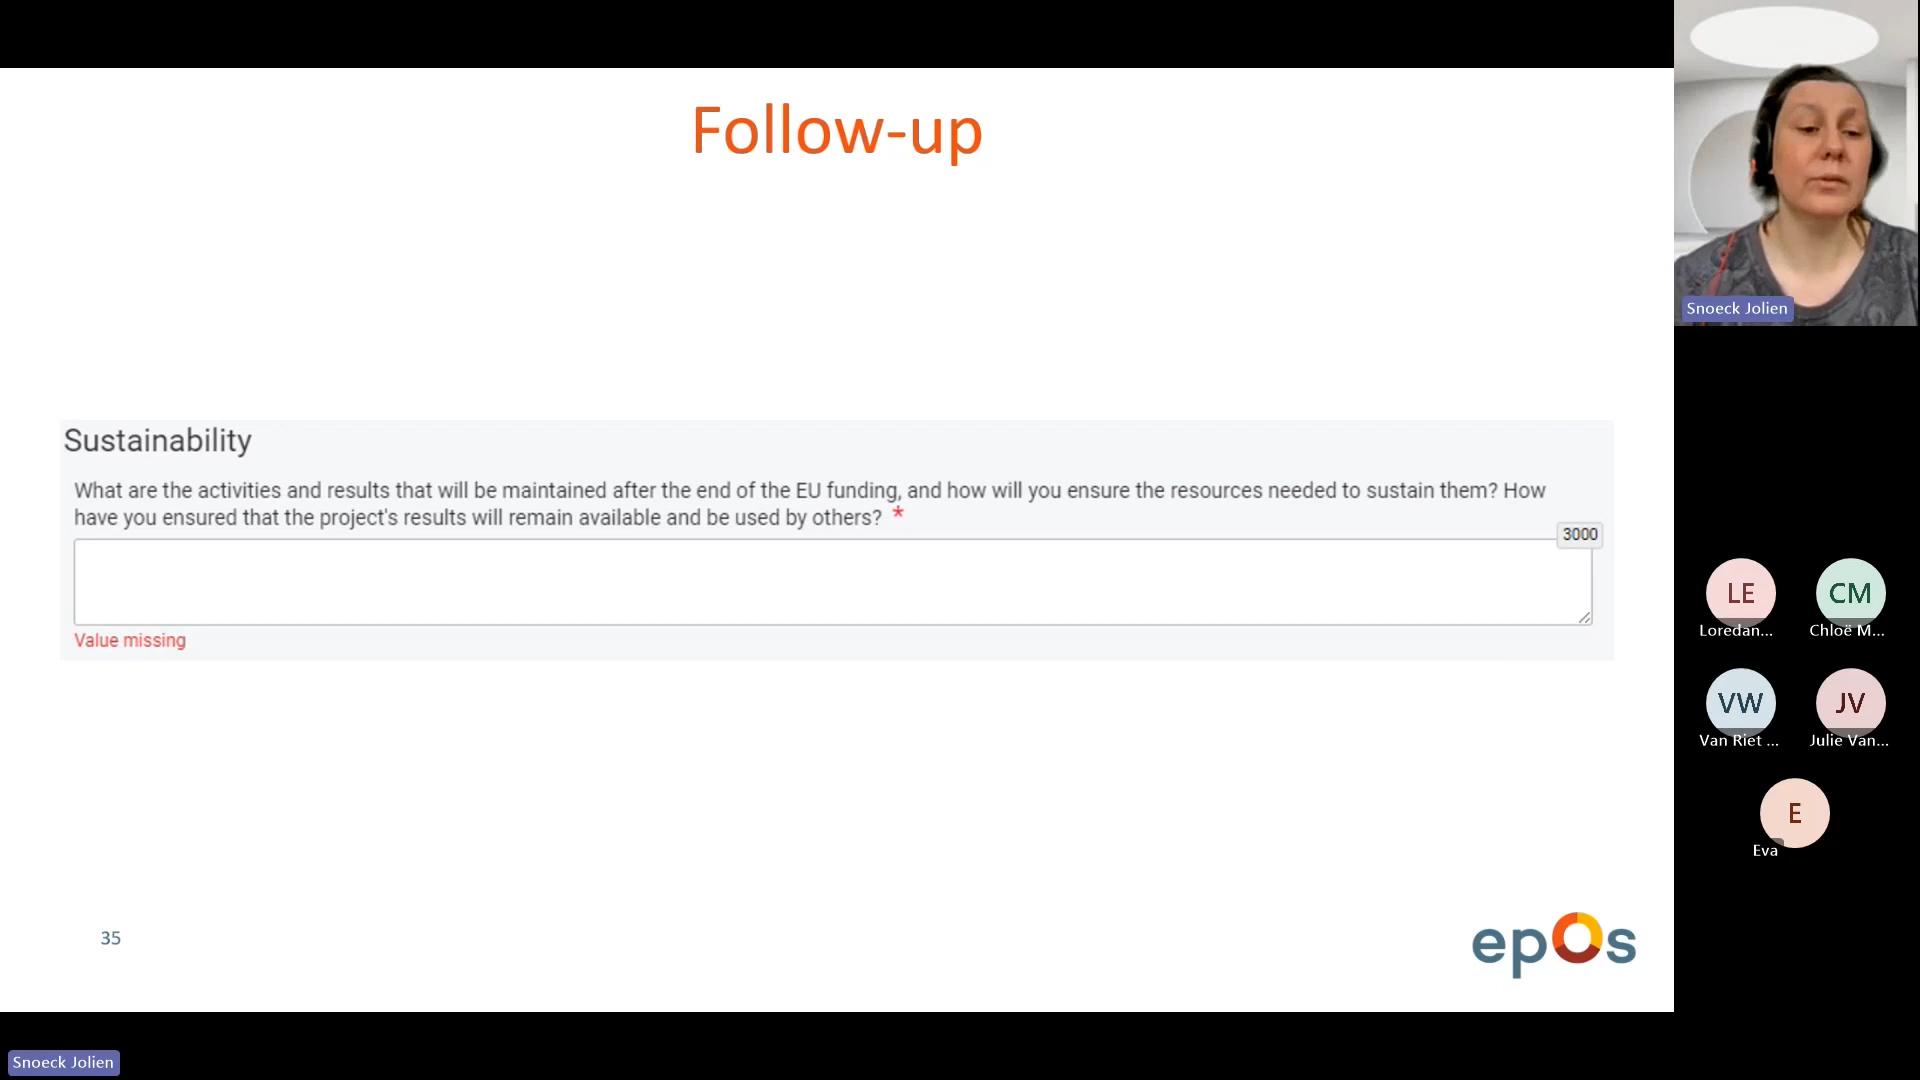 Follow-up
Sustainability
What are the activities and results that will be maintained after the end of the EU funding, and how will you ensure the resources needed to sustain them? How
have you ensured that the project's results will remain available and be used by others? *
3000
Value missing
35
epos
Snoeck Jolien
LE
Loredan...
CM
Chloë M...
VW
Van Riet ...
JV
Julie Van...
E
Eva
Snoeck Jolien